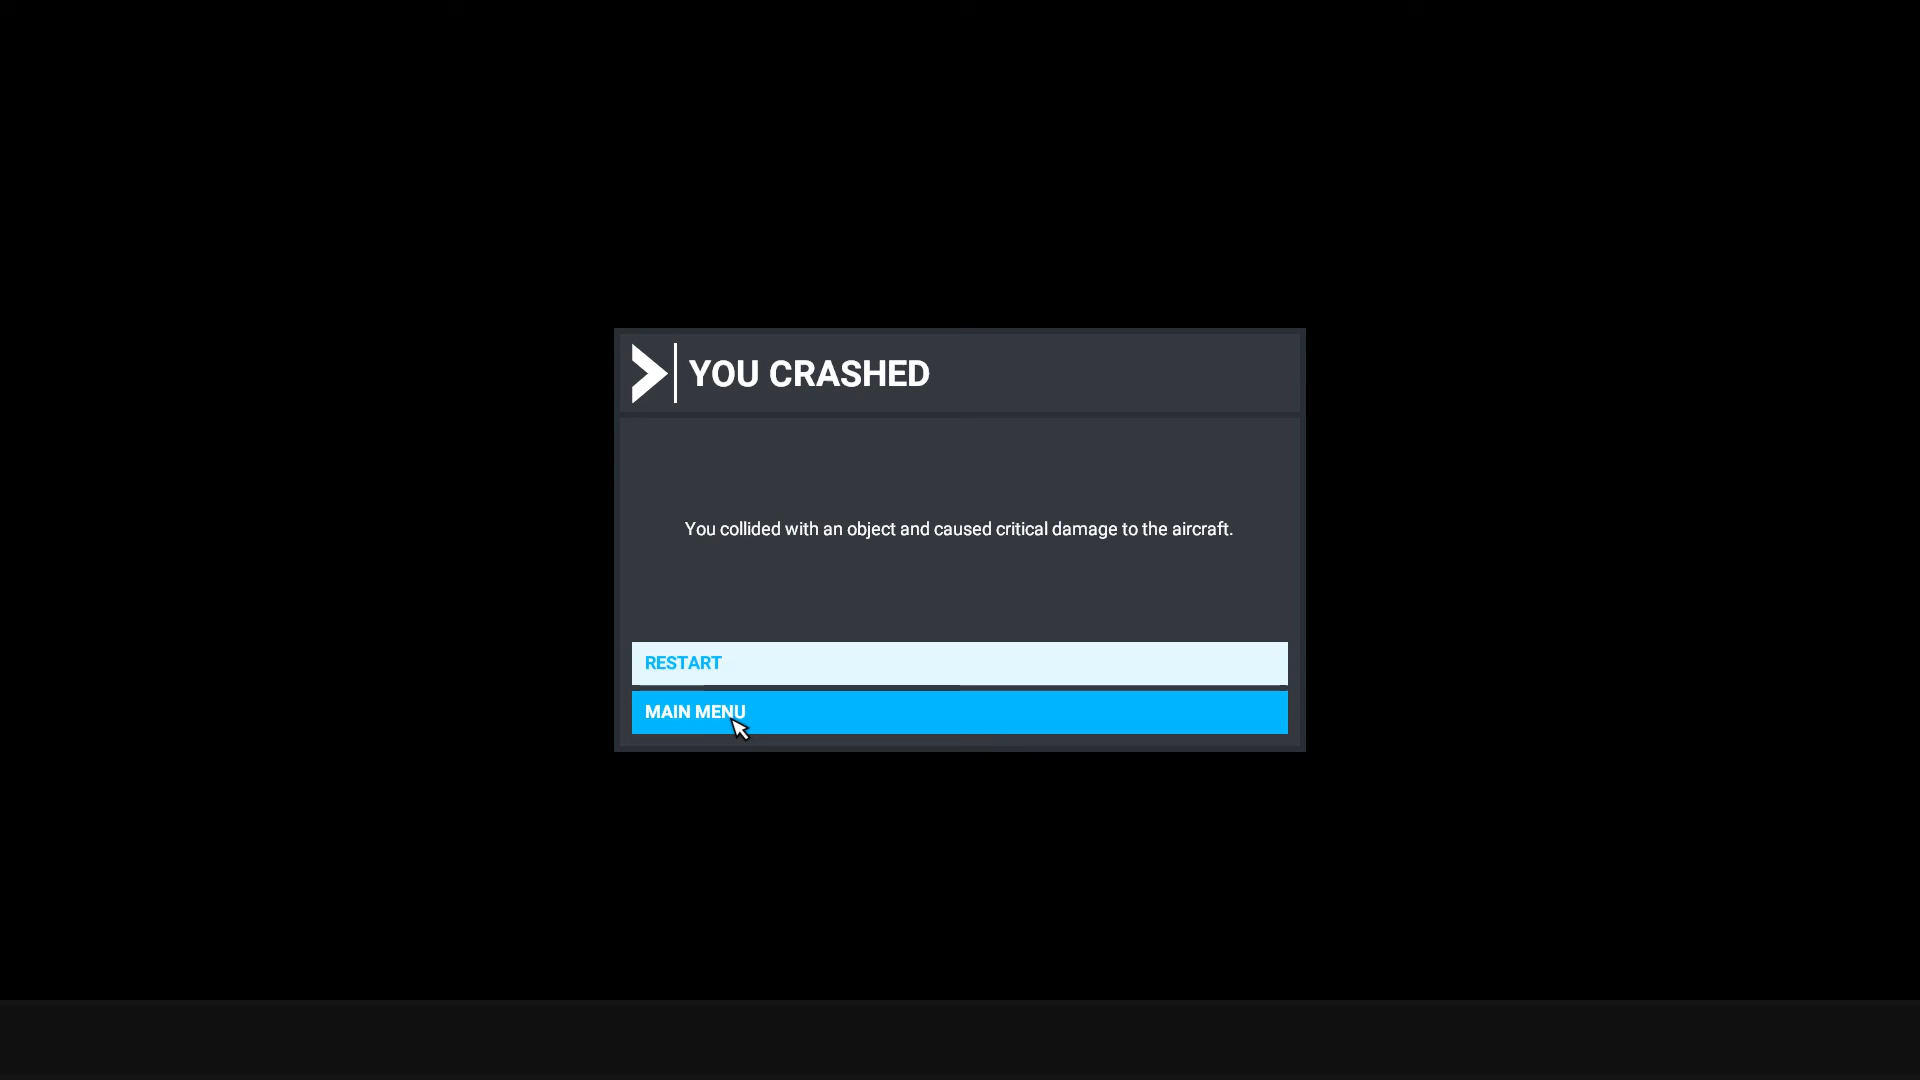 YOU CRASHED
You collided with an object and caused critical damage to the aircraft.
RESTART
MAIN MENU